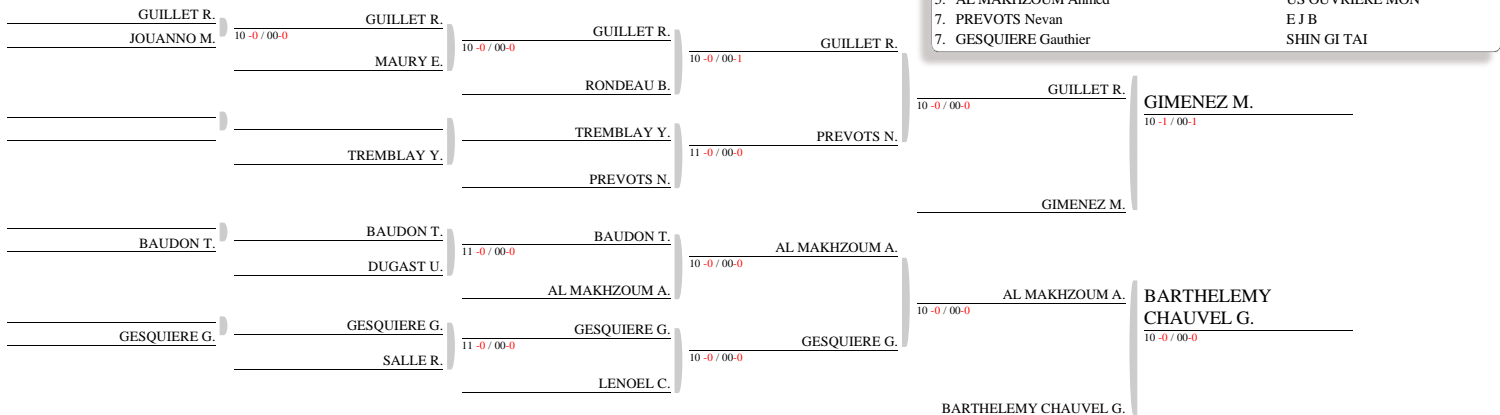 5. AL MAKHZOUM Ahmed US OUVRIERE MON
7. PREVOTS Nevan E J B
7. GESQUIERE Gauthier SHIN GI TAI
GUILLET R.
JOUANNO M.
GUILLET R.
10 -0 / 00-0
MAURY E.
GUILLET R.
10 -0 / 00-0
RONDEAU B.
GUILLET R.
10 -0 / 00-1
GUILLET R.
10 -0 / 00-0
GIMENEZ M.
10 -1 / 00-1
TREMBLAY Y.
TREMBLAY Y.
PREVOTS N.
PREVOTS N.
11 -0 / 00-0
GIMENEZ M.
BAUDON T.
BAUDON T.
DUGAST U.
BAUDON T.
11 -0 / 00-0
AL MAKHZOUM A.
AL MAKHZOUM A.
10 -0 / 00-0
AL MAKHZOUM A.
10 -0 / 00-0
BARTHELEMY
CHAUVEL G.
10 -0 / 00-0
GESQUIERE G.
GESQUIERE G.
SALLE R.
GESQUIERE G.
11 -0 / 00-0
LENOEL C.
GESQUIERE G.
10 -0 / 00-0
BARTHELEMY CHAUVEL G.